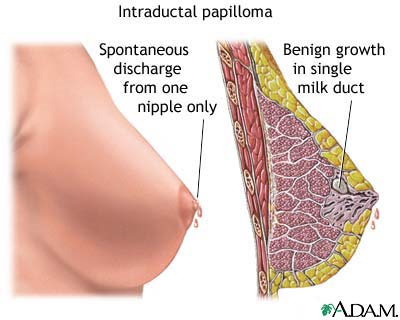 Intraductal papilloma
Spontaneous
discharge
from one
nipple only
Benign growth
in single
milk duct
A.D.A.M.